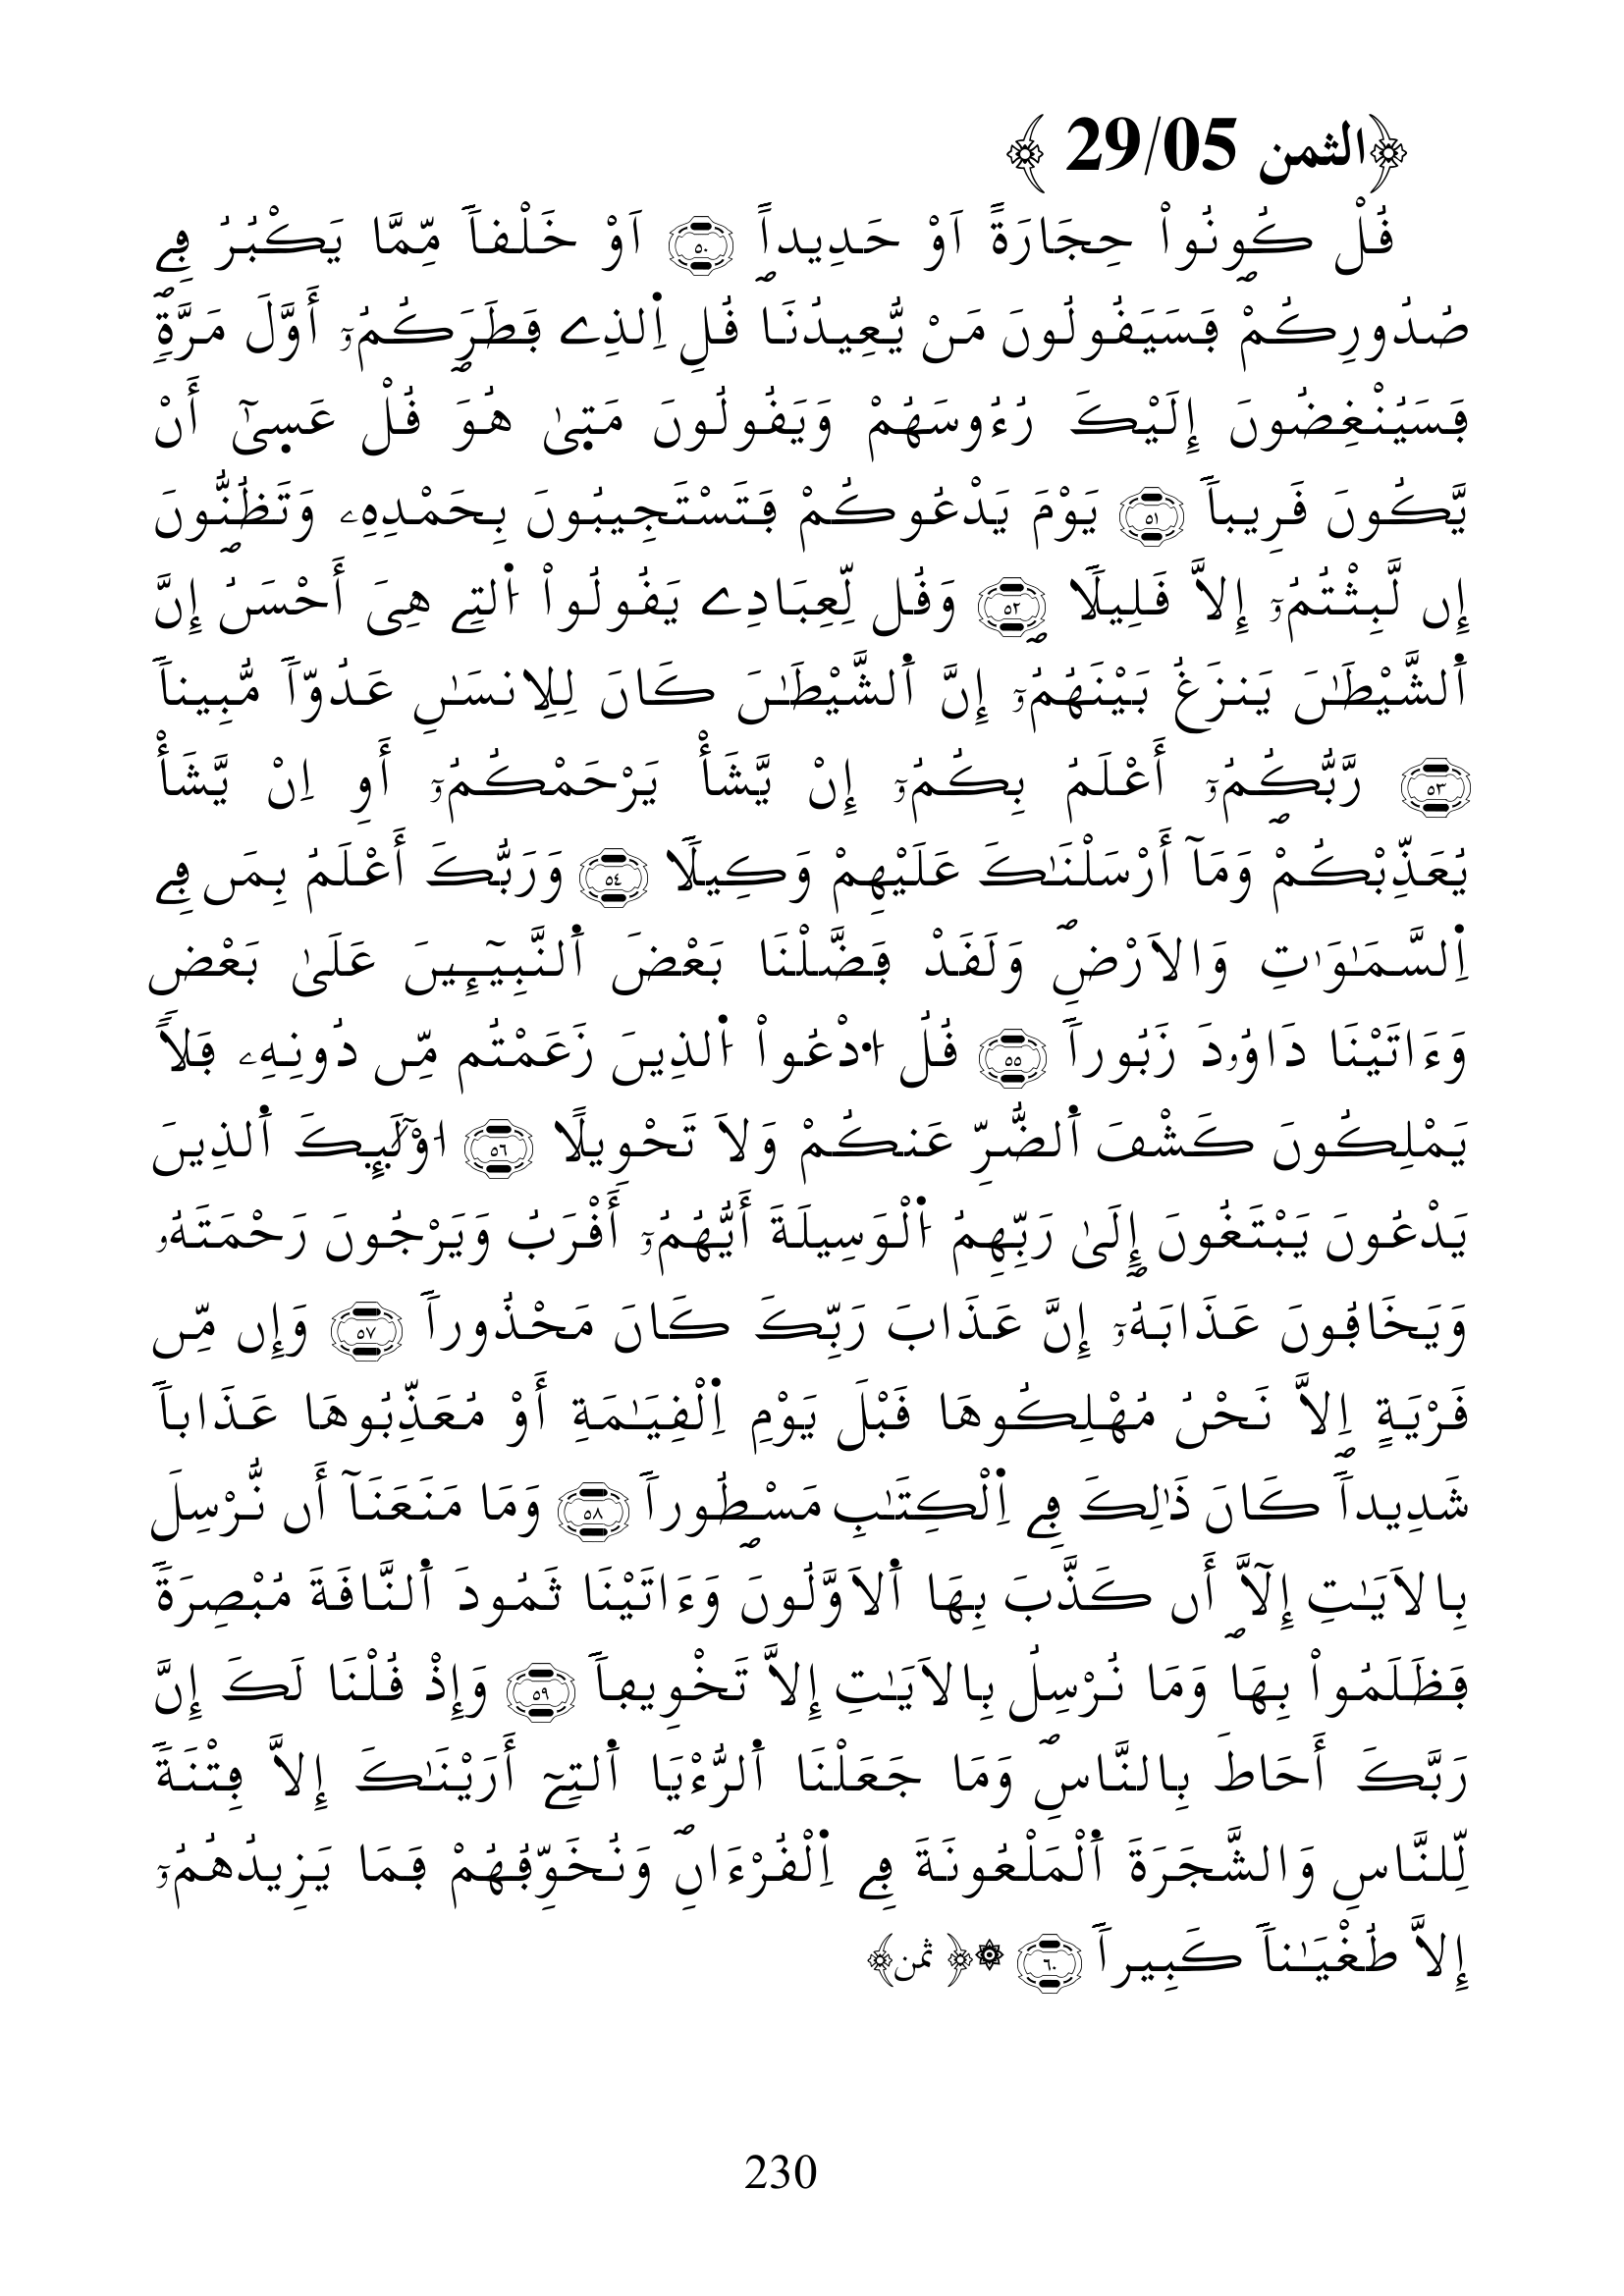 ﴿الثمن 29/05 ﴾
فُلْ كُونُواْ حِجَارَةً اَوْ حَدِيداً ٥٠ اَوْ خَلْفاٗ مِّمَّا يَكْبُرُ فِے
صُدُورِكُمْۖ فَسَيَفُولُونَ مَنْ يُّعِيدُنَاۖ فُلِ اِ۬لذِے فَطَرَكُمُۥٓ أَوَّلَ مَرَّةٖۖ
فَسَيُنْغِضُونَ إِلَيْكَ رُءُوسَهُمْ وَيَفُولُونَ مَت۪ىٰ هُوَۖ فُلْ عَس۪ىٰٓ أَنْ
يَّكُونَ فَرِيباٗ ٥١ يَوْمَ يَدْعُوكُمْ فَتَسْتَجِيبُونَ بِحَمْدِهِۦ وَتَظُنُّونَ
إِن لَّبِثْتُمُۥٓ إِلاَّ فَلِيلٗا ٥٢ وَفُل لِّعِبَادِے يَفُولُواْ اُ۬لتِے هِيَ أَحْسَنُۖ إِنَّ
اَ۬لشَّيْطَٰنَ يَنزَغُ بَيْنَهُمُۥٓۖ إِنَّ اَ۬لشَّيْطَٰنَ كَانَ لِلِانسَٰنِ عَدُوّاٗ مُّبِيناٗ
٥٣ رَّبُّكُمُۥٓ أَعْلَمُ بِكُمُۥٓۖ إِنْ يَّشَأْ يَرْحَمْكُمُۥٓ أَوِ اِنْ يَّشَأْ
يُعَذِّبْكُمْۖ وَمَآ أَرْسَلْنَٰكَ عَلَيْهِمْ وَكِيلٗا ٥٤ وَرَبُّكَ أَعْلَمُ بِمَن فِے
اِ۬لسَّمَٰوَٰتِ وَالاَرْضِۖ وَلَفَدْ فَضَّلْنَا بَعْضَ اَ۬لنَّبِيٓـِٕينَ عَلَىٰ بَعْضٖ
وَءَاتَيْنَا دَاوُۥدَ زَبُوراٗ ٥٥ فُلُ اُ۟دْعُواْ اُ۬لذِينَ زَعَمْتُم مِّن دُونِهِۦ فَلاَ
يَمْلِكُونَ كَشْفَ اَ۬لضُّرِّ عَنكُمْ وَلاَ تَحْوِيلًا ٥٦ ا۟وْلَٰٓئِكَ اَ۬لذِينَ
يَدْعُونَ يَبْتَغُونَ إِلَىٰ رَبِّهِمُ اُ۬لْوَسِيلَةَ أَيُّهُمُۥٓ أَفْرَبُ وَيَرْجُونَ رَحْمَتَهُۥ
وَيَخَافُونَ عَذَابَهُۥٓۖ إِنَّ عَذَابَ رَبِّكَ كَانَ مَحْذُوراٗ ٥٧ وَإِن مِّن
فَرْيَةٍ اِلاَّ نَحْنُ مُهْلِكُوهَا فَبْلَ يَوْمِ اِ۬لْفِيَٰمَةِ أَوْ مُعَذِّبُوهَا عَذَاباٗ
شَدِيداٗۖ كَانَ ذَٰلِكَ فِے اِ۬لْكِتَٰبِ مَسْطُوراٗ ٥٨ وَمَا مَنَعَنَآ أَن نُّرْسِلَ
بِالاَيَٰتِ إِلَّآ أَن كَذَّبَ بِهَا اَ۬لاَوَّلُونَۖ وَءَاتَيْنَا ثَمُودَ اَ۬لنَّافَةَ مُبْصِرَةٗ
فَظَلَمُواْ بِهَاۖ وَمَا نُرْسِلُ بِالاَيَٰتِ إِلاَّ تَخْوِيفاٗ ٥٩ وَإِذْ فُلْنَا لَكَ إِنَّ
رَبَّكَ أَحَاطَ بِالنَّاسِۖ وَمَا جَعَلْنَا اَ۬لرُّءْيَا اَ۬لتِےٓ أَرَيْنَٰكَ إِلاَّ فِتْنَةٗ
لِّلنَّاسِ وَالشَّجَرَةَ اَ۬لْمَلْعُونَةَ فِے اِ۬لْفُرْءَانِۖ وَنُخَوِّفُهُمْ فَمَا يَزِيدُهُمُۥٓ
إِلاَّ طُغْيَٰناٗ كَبِيراٗ ٦٠ ۞﴿ ثمن﴾
230